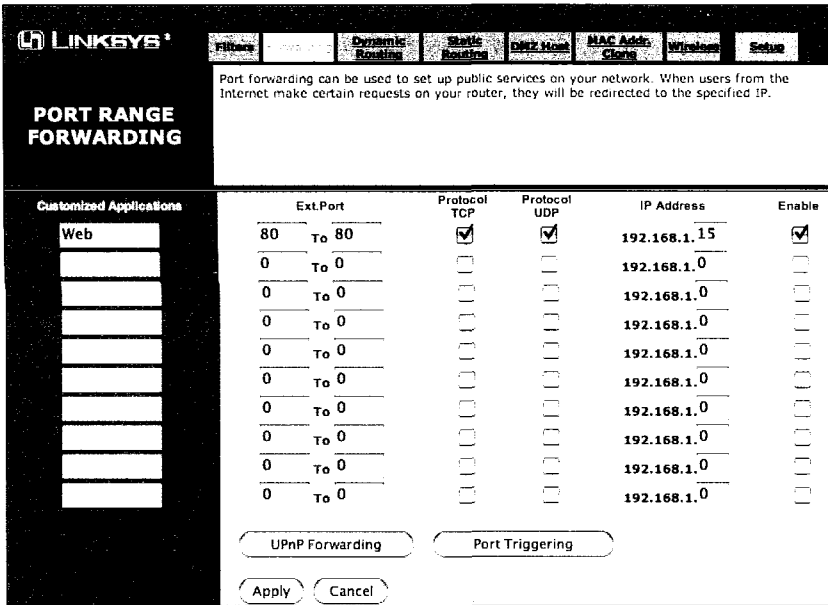 LINKSYS®
Filters Dynamic Routing Static Routing DMZ Host MAC Addr. Clone Wireless Setup
Port forwarding can be used to set up public services on your network. When users from the
Internet make certain requests on your router, they will be redirected to the specified IP.
PORT RANGE
FORWARDING
Customized Applications Ext.Port Protocol TCP Protocol UDP IP Address Enable
Web 80 To 80 192.168.1.15
0 To 0 192.168.1.0
0 To 0 192.168.1.0
0 To 0 192.168.1.0
0 To 0 192.168.1.0
0 To 0 192.168.1.0
0 To 0 192.168.1.0
0 To 0 192.168.1.0
0 To 0 192.168.1.0
0 To 0 192.168.1.0
UPnP Forwarding Port Triggering
Apply Cancel